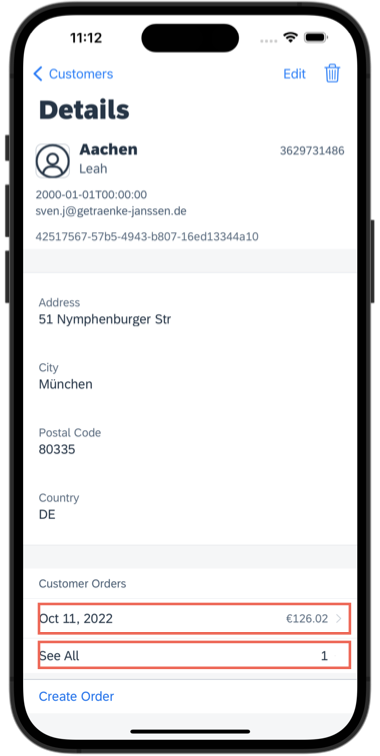 11:12
Customers Edit
Details
Aachen 3629731486
Leah
2000-01-01T00:00:00
sven.j@getraenke-janssen.de
42517567-57b5-4943-b807-16ed13344a10
Address
51 Nymphenburger Str
City
München
Postal Code
80335
Country
DE
Customer Orders
Oct 11, 2022 €126.02
See All 1
Create Order